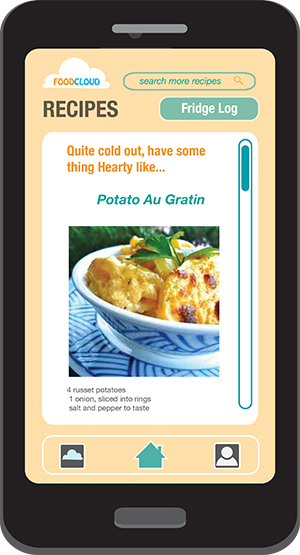 FOODCLOUD
search more recipes
RECIPES
Fridge Log
Quite cold out, have some
thing Hearty like...
Potato Au Gratin
4 russet potatoes
1 onion, sliced into rings
salt and pepper to taste